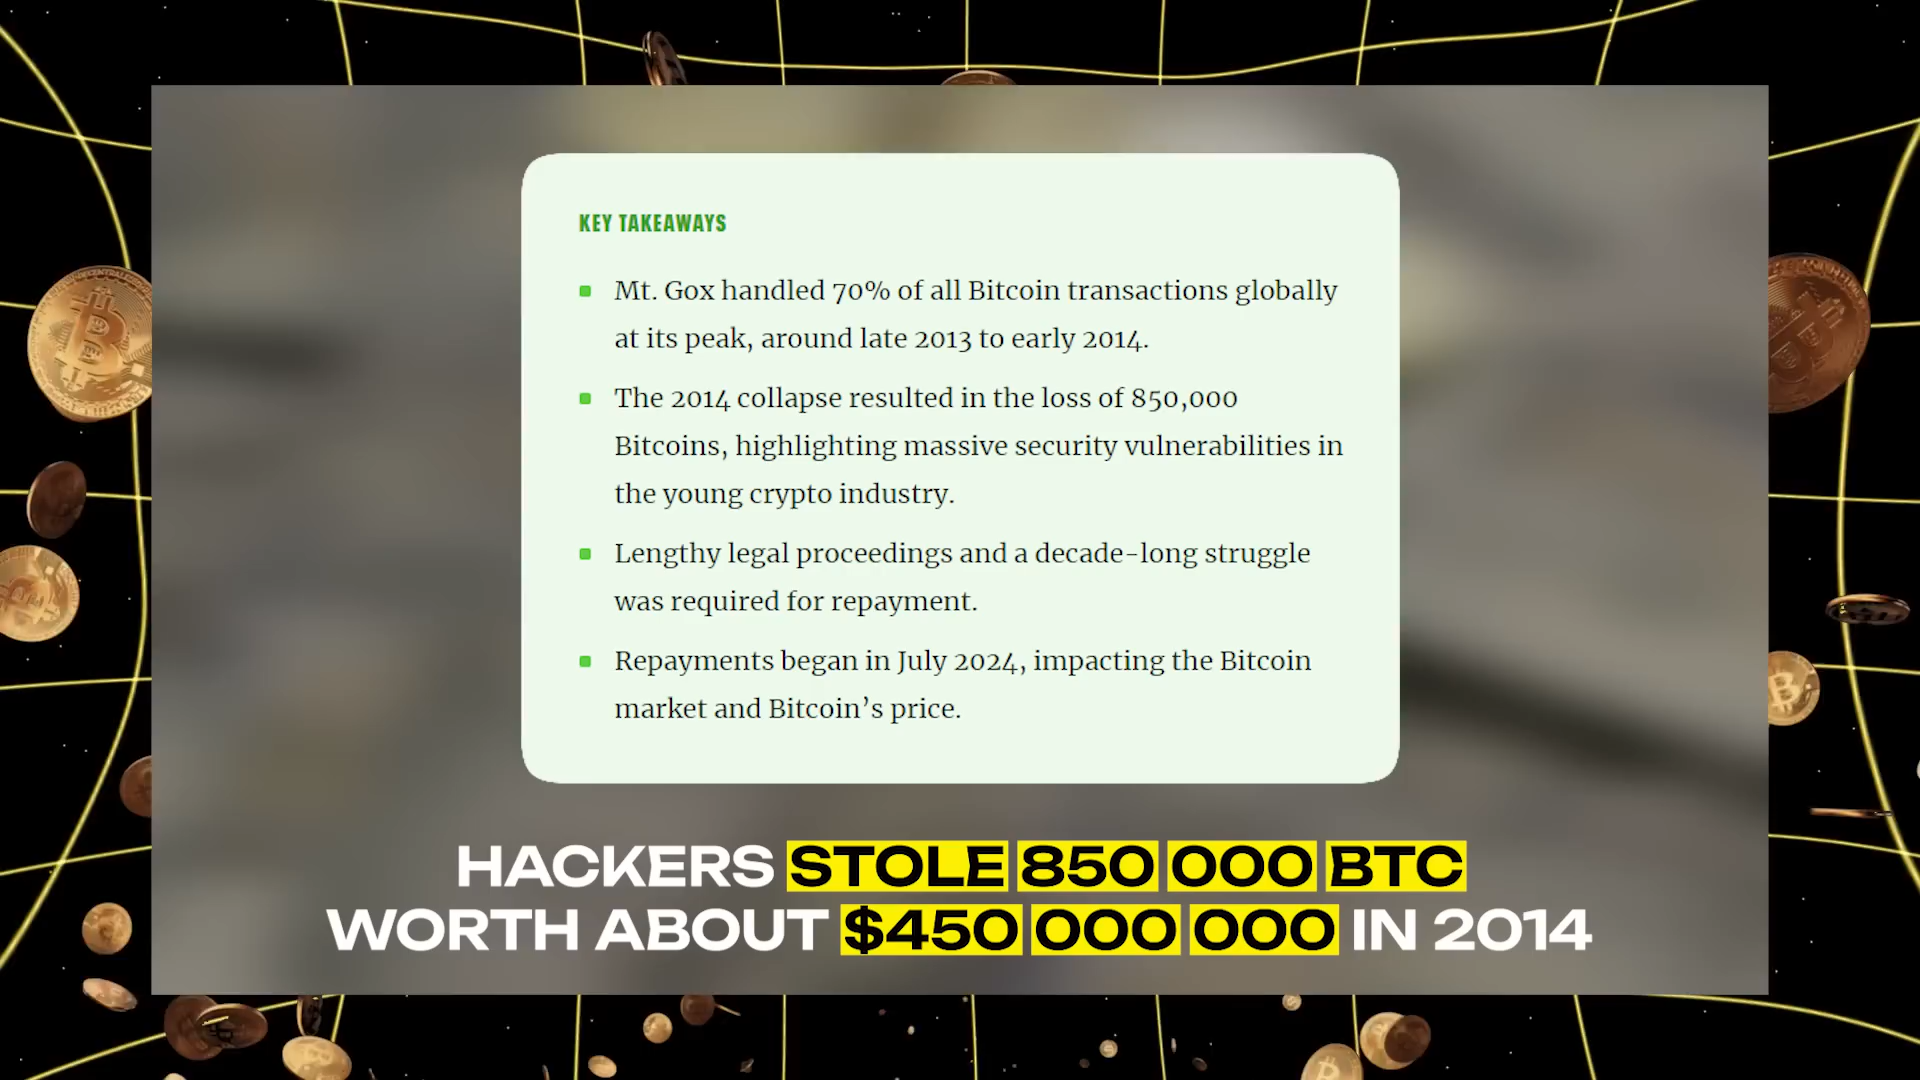 KEY TAKEAWAYS
Mt. Gox handled 70% of all Bitcoin transactions globally
at its peak, around late 2013 to early 2014.
The 2014 collapse resulted in the loss of 850,000
Bitcoins, highlighting massive security vulnerabilities in
the young crypto industry.
Lengthy legal proceedings and a decade-long struggle
was required for repayment.
Repayments began in July 2024, impacting the Bitcoin
market and Bitcoin’s price.
HACKERS STOLE 850 000 BTC
WORTH ABOUT $450 000 000 IN 2014